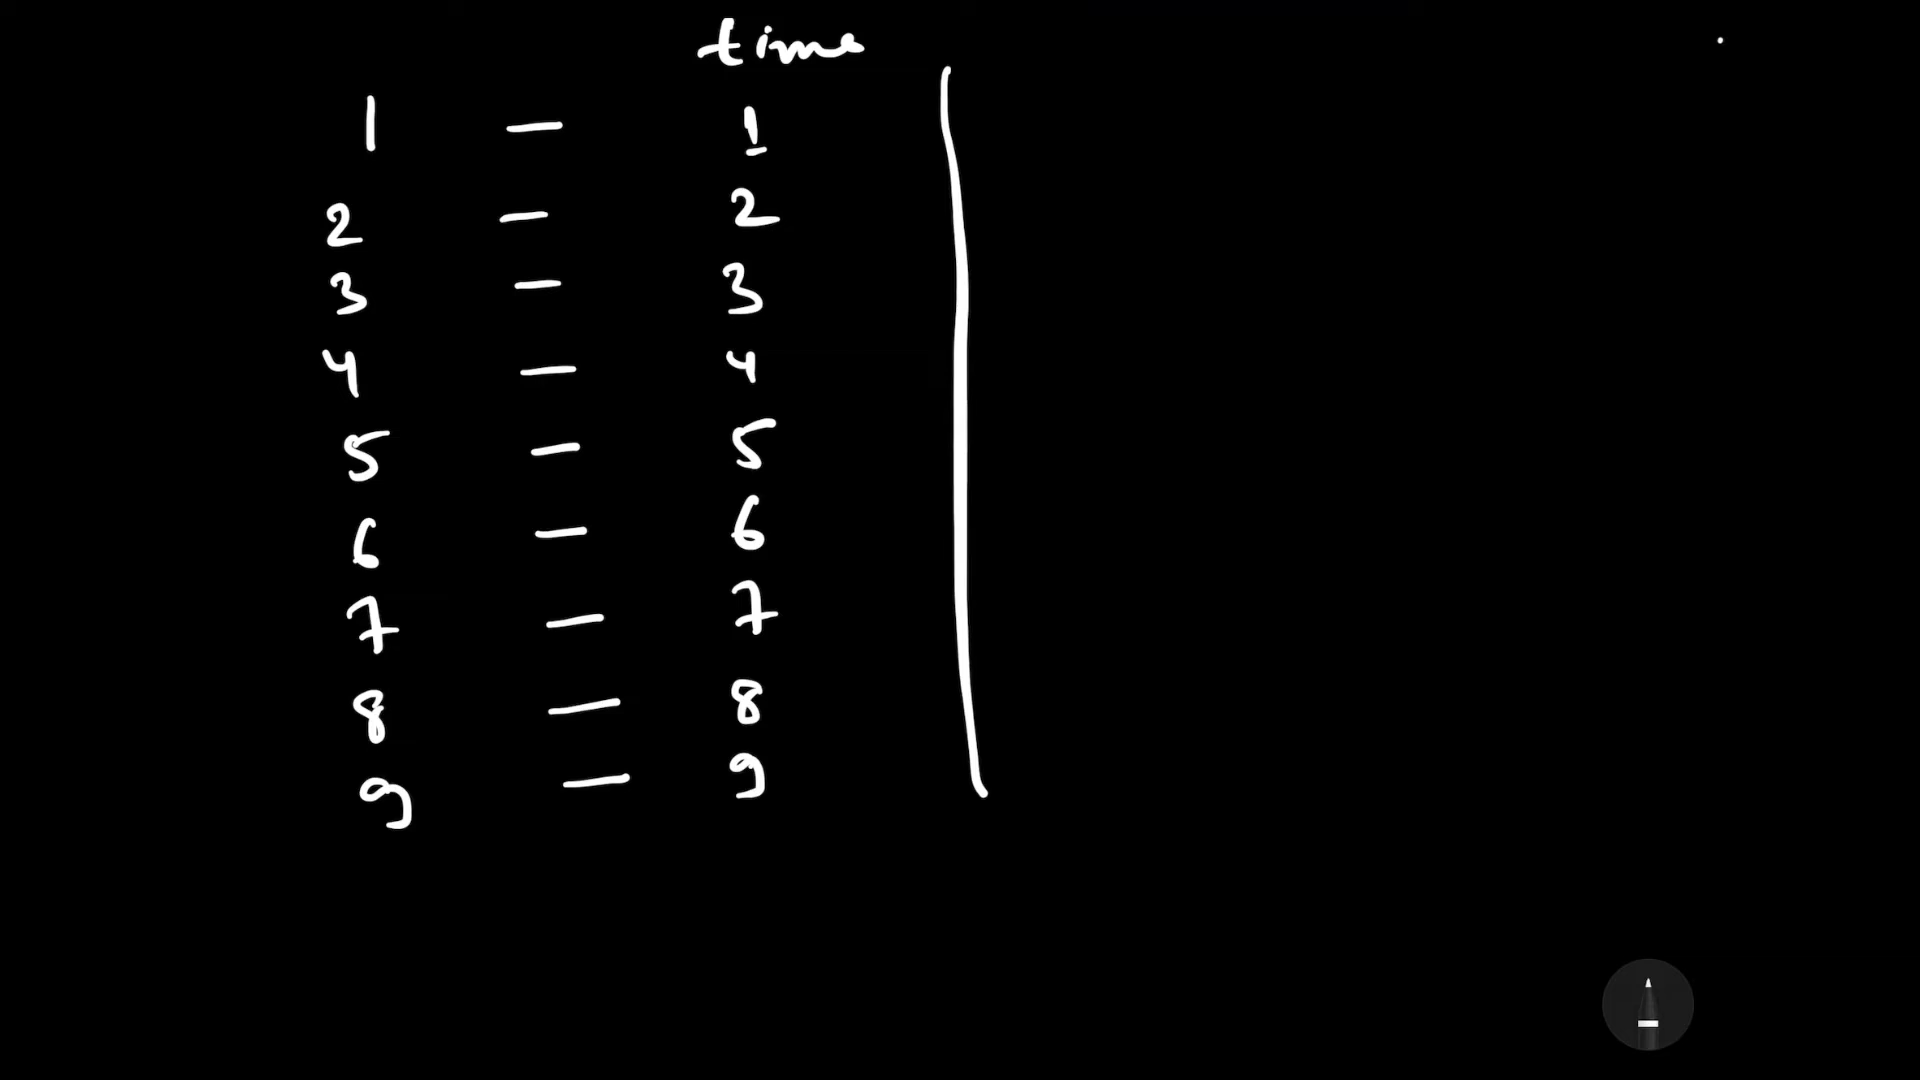 time
1 — 1
2 — 2
3 — 3
4 — 4
5 — 5
6 — 6
7 — 7
8 — 8
9 — 9